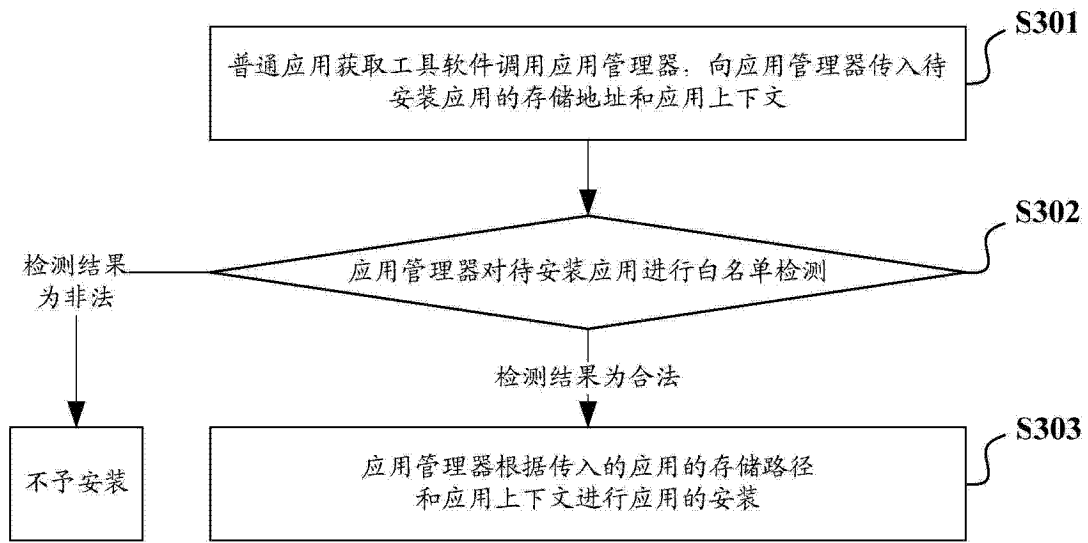 S301
普通应用获取工具软件调用应用管理器，向应用管理器传入待
安装应用的存储地址和应用上下文
S302
应用管理器对待安装应用进行白名单检测
检测结果
为非法
检测结果为合法
S303
不予安装
应用管理器根据传入的应用的存储路径
和应用上下文进行应用的安装